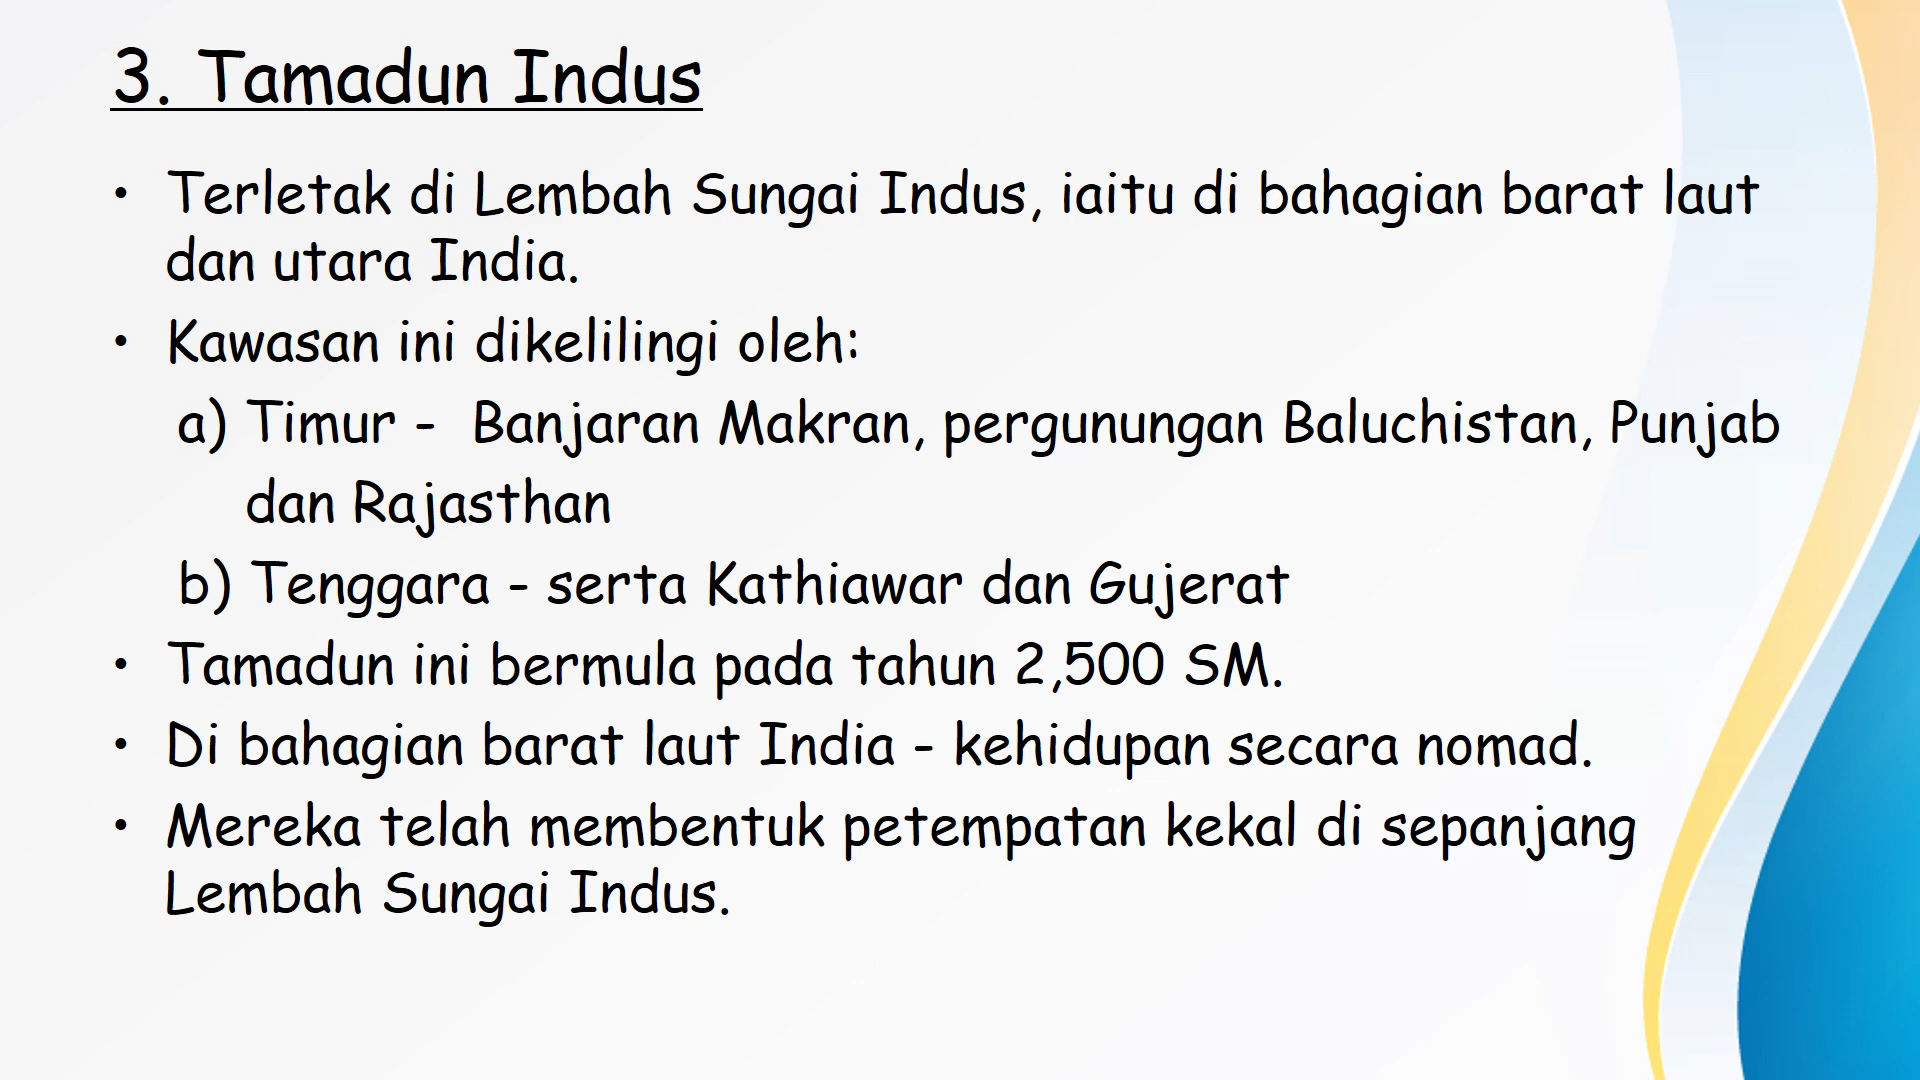 3. Tamadun Indus
• Terletak di Lembah Sungai Indus, iaitu di bahagian barat laut
dan utara India.
• Kawasan ini dikelilingi oleh:
a) Timur - Banjaran Makran, pergunungan Baluchistan, Punjab
dan Rajasthan
b) Tenggara - serta Kathiawar dan Gujerat
• Tamadun ini bermula pada tahun 2,500 SM.
• Di bahagian barat laut India - kehidupan secara nomad.
• Mereka telah membentuk petempatan kekal di sepanjang
Lembah Sungai Indus.